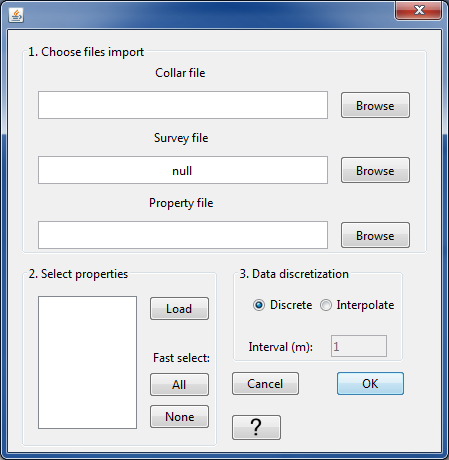 1. Choose files import
Collar file
Browse
Survey file
null
Browse
Property file
Browse
2. Select properties
Load
Fast select:
All
None
3. Data discretization
Discrete
Interpolate
Interval (m):
1
Cancel
OK
?